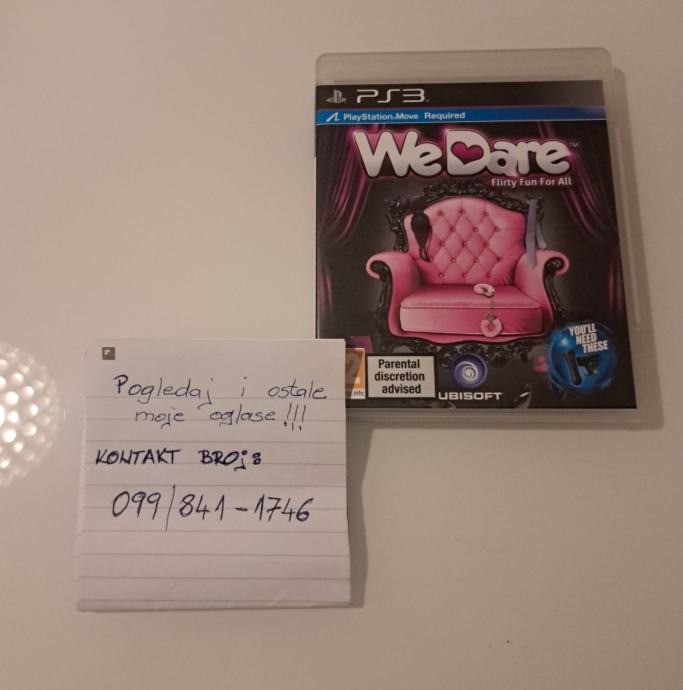 PS3
PlayStation Move Required
We Dare™
Flirty Fun For All
YOU'LL
NEED
THESE
Parental
discretion
advised
UBISOFT
Pogledaj i ostale
moje oglase!!!
KONTAKT BROJ:
099/841-1746